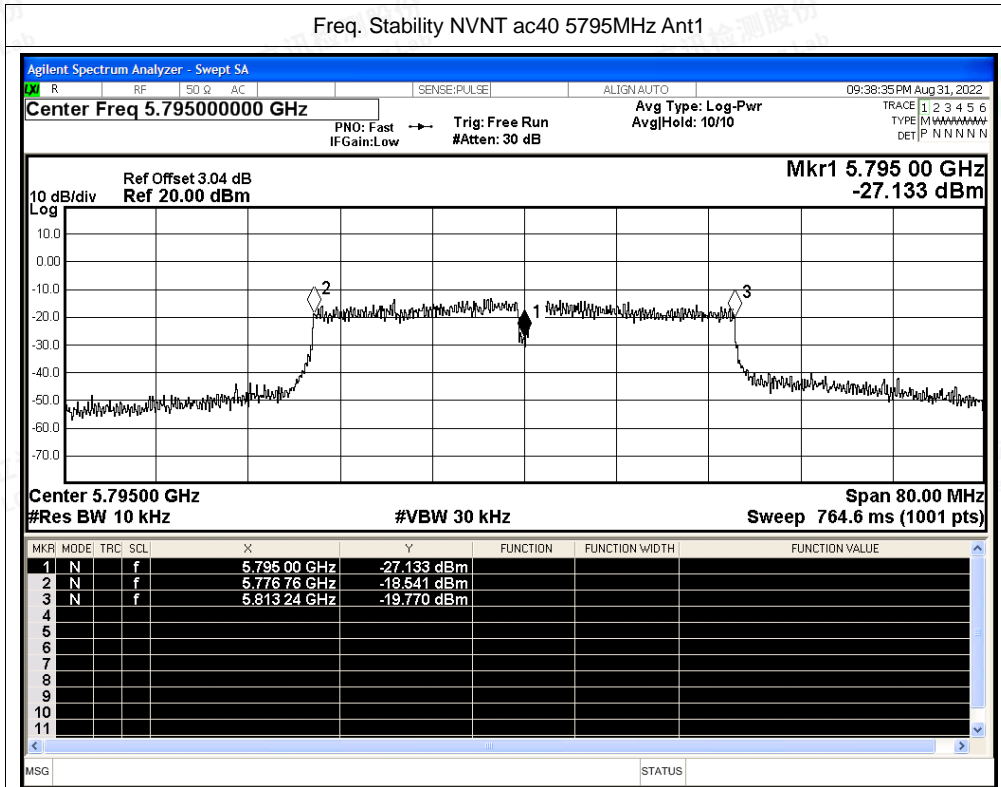 Freq. Stability NVNT ac40 5795MHz Ant1
Agilent Spectrum Analyzer - Swept SA
LXI R RF 50 Ω AC SENSE:PULSE ALIGN AUTO 09:38:35 PM Aug 31, 2022
Center Freq 5.795000000 GHz
PNO: Fast
IFGain:Low
Trig: Free Run
#Atten: 30 dB
Avg Type: Log-Pwr
Avg|Hold: 10/10
TRACE 1 2 3 4 5 6
TYPE M W W W W W
DET P N N N N N
Mkr1 5.795 00 GHz
-27.133 dBm
Ref Offset 3.04 dB
10 dB/div Ref 20.00 dBm
Log
10.0
0.00
-10.0
-20.0
-30.0
-40.0
-50.0
-60.0
-70.0
2
1
3
Center 5.79500 GHz Span 80.00 MHz
#Res BW 10 kHz #VBW 30 kHz Sweep 764.6 ms (1001 pts)
MKR MODE TRC SCL X Y FUNCTION FUNCTION WIDTH FUNCTION VALUE
1 N f 5.795 00 GHz -27.133 dBm
2 N f 5.776 76 GHz -18.541 dBm
3 N f 5.813 24 GHz -19.770 dBm
4
5
6
7
8
9
10
11
MSG STATUS